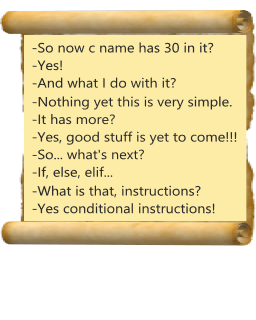 -So now c name has 30 in it?
-Yes!
-And what I do with it?
-Nothing yet this is very simple.
-It has more?
-Yes, good stuff is yet to come!!!
-So... what's next?
-If, else, elif...
-What is that, instructions?
-Yes conditional instructions!